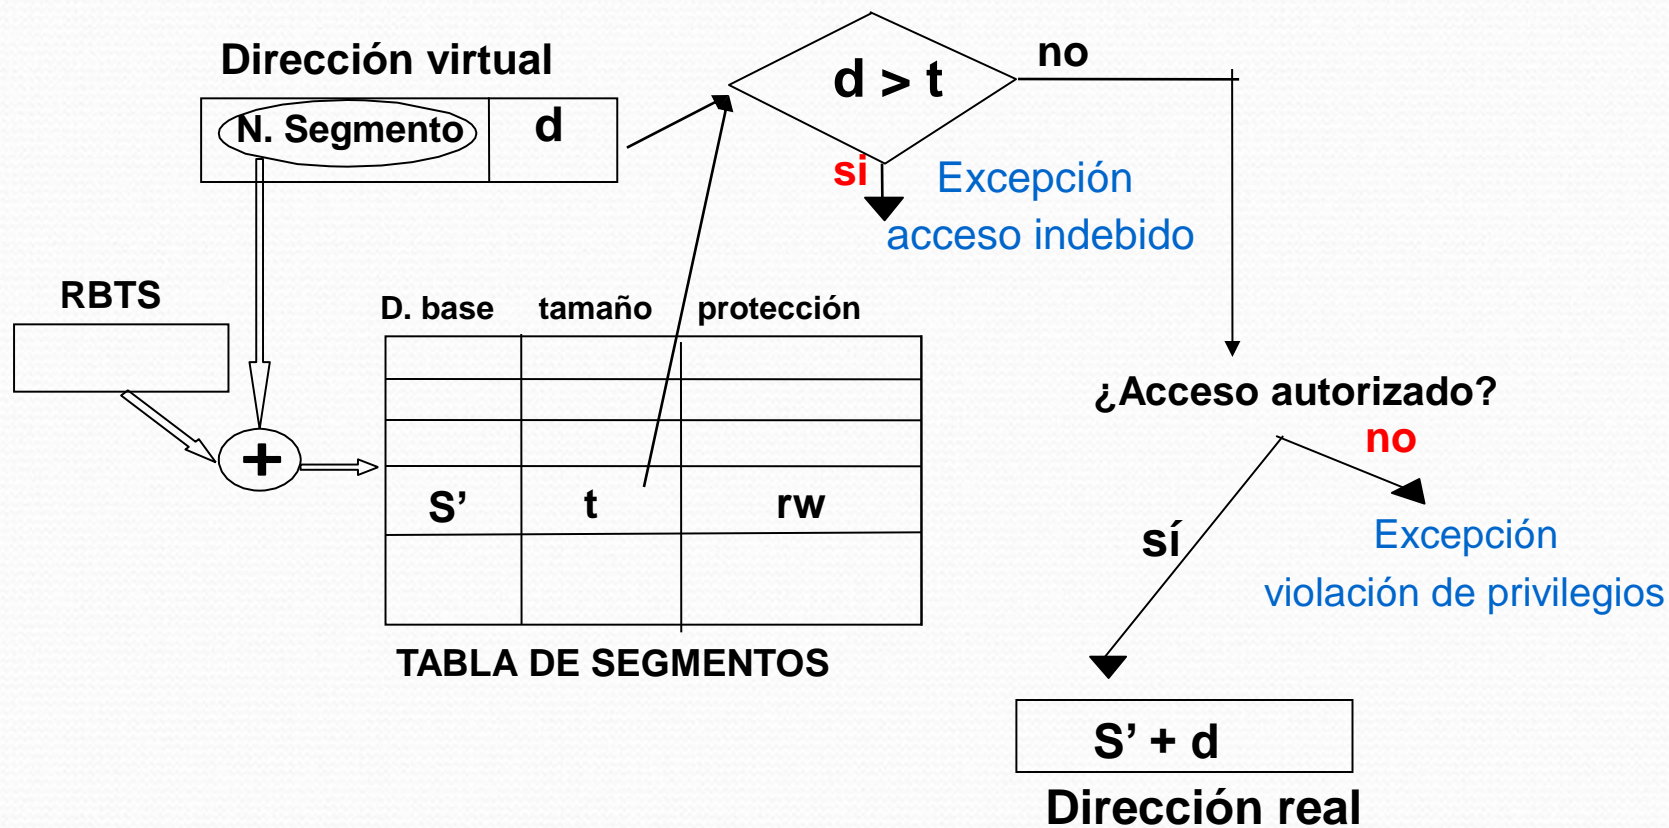 Dirección virtual
N. Segmento d
d > t
no
si
Excepción
acceso indebido
RBTS
D. base tamaño protección
+
S’ t rw
TABLA DE SEGMENTOS
¿Acceso autorizado?
no
sí
Excepción
violación de privilegios
S’ + d
Dirección real